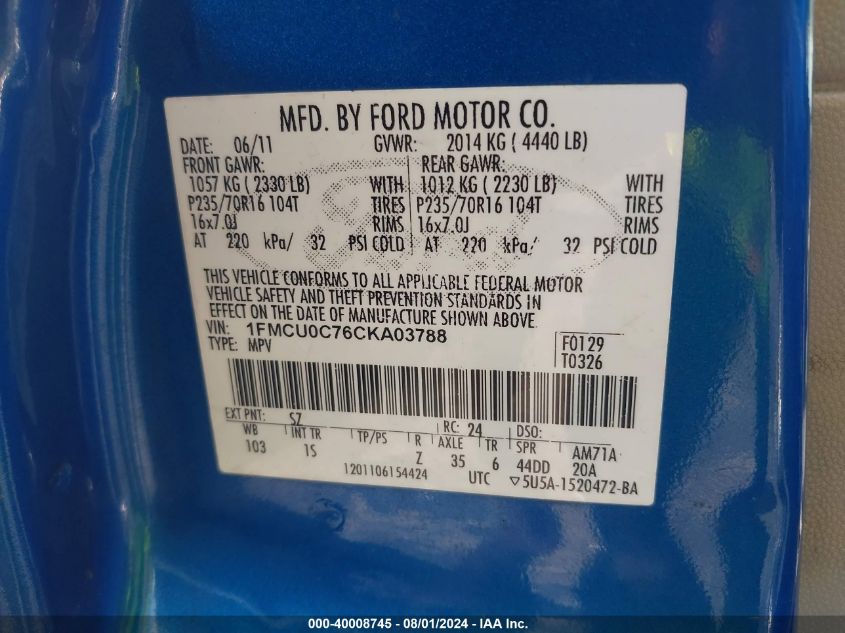 MFD. BY FORD MOTOR CO.
DATE: 06/11 GVWR: 2014 KG ( 4440 LB)
FRONT GAWR: REAR GAWR:
1057 KG ( 2330 LB) WITH 1012 KG ( 2230 LB) WITH
P235/70R16 104T TIRES P235/70R16 104T TIRES
16x7.0J RIMS 16x7.0J RIMS
AT 220 kPa/ 32 PSI COLD AT 220 kPa/ 32 PSI COLD
THIS VEHICLE CONFORMS TO ALL APPLICABLE FEDERAL MOTOR
VEHICLE SAFETY AND THEFT PREVENTION STANDARDS IN
EFFECT ON THE DATE OF MANUFACTURE SHOWN ABOVE.
VIN: 1FMCU0C76CKA03788 F0129
TYPE: MPV T0326
EXT PNT: SZ RC: 24 DSO:
WB INT TR TP/PS R AXLE TR SPR AM71A
103 1S Z 35 6 44DD 20A
1201106154424 UTC ▽5U5A-1520472-BA
000-40008745 - 08/01/2024 - IAA Inc.